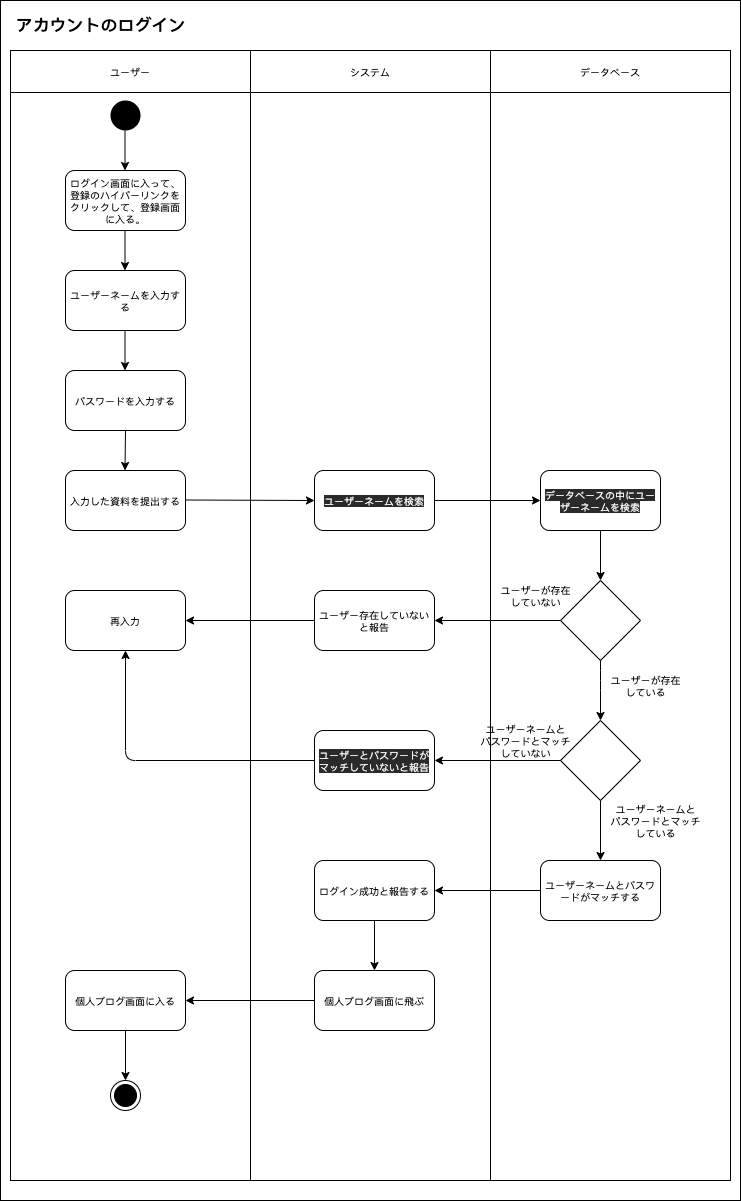 アカウントのログイン
ユーザー
システム
データベース
ログイン画面に入って、
登録のハイパーリンクを
クリックして、登録画面
に入る。
ユーザーネームを入力す
る
パスワードを入力する
入力した資料を提出する
ユーザーネームを検索
データベースの中にユー
ザーネームを検索
ユーザーが存在
していない
ユーザー存在していない
と報告
再入力
ユーザーが存在
している
ユーザーネームと
パスワードとマッチ
していない
ユーザーとパスワードが
マッチしていないと報告
ユーザーネームと
パスワードとマッチ
している
ユーザーネームとパスワ
ードがマッチする
ログイン成功と報告する
個人ブログ画面に飛ぶ
個人ブログ画面に入る